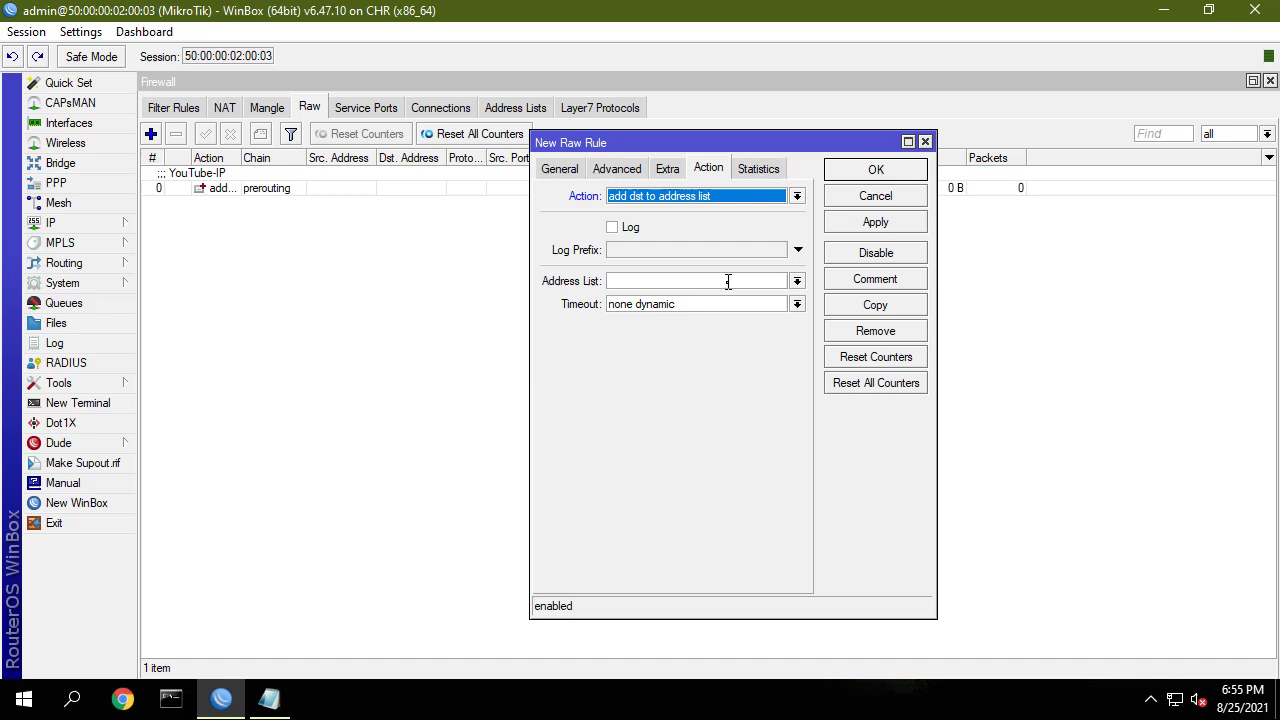 admin@50:00:00:02:00:03 (MikroTik) - WinBox (64bit) v6.47.10 on CHR (x86_64)
Session Settings Dashboard
Safe Mode Session: 50:00:00:02:00:03
Quick Set
CAPsMAN
Interfaces
Wireless
Bridge
PPP
Mesh
IP
MPLS
Routing
System
Queues
Files
Log
RADIUS
Tools
New Terminal
Dot1X
Dude
Make Supout.rif
Manual
New WinBox
Exit
RouterOS WinBox
Firewall
Filter Rules NAT Mangle Raw Service Ports Connections Address Lists Layer7 Protocols
Reset Counters Reset All Counters Find all
# Action Chain Src. Address Dst. Address Proto... Src. Port Packets
;;; YouTube-IP
0 add... prerouting 0 B 0
1 item
New Raw Rule
General Advanced Extra Action Statistics
Action: add dst to address list
Log
Log Prefix:
Address List:
Timeout: none dynamic
OK
Cancel
Apply
Disable
Comment
Copy
Remove
Reset Counters
Reset All Counters
enabled
6:55 PM
8/25/2021